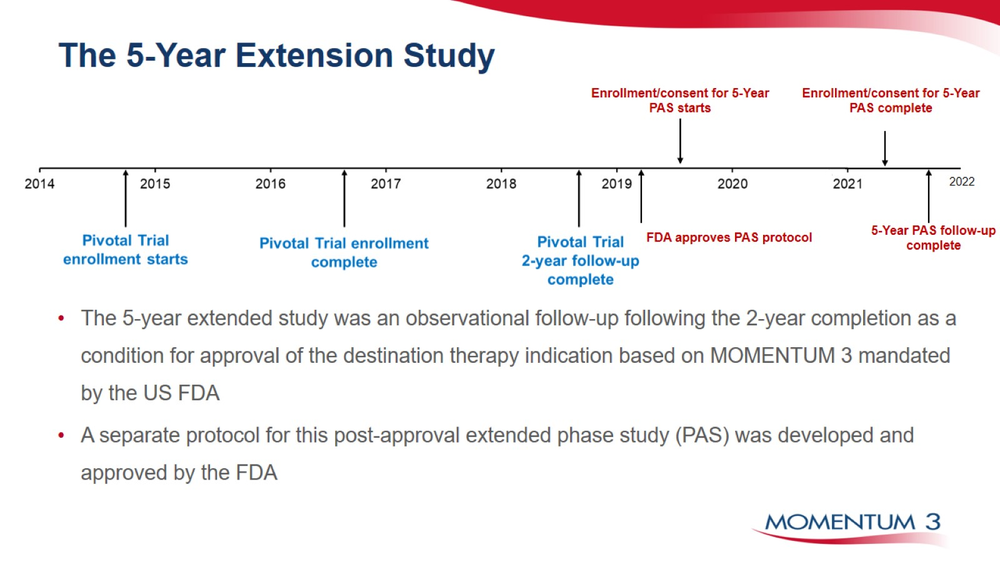 The 5-Year Extension Study
Enrollment/consent for 5-Year
PAS starts
Enrollment/consent for 5-Year
PAS complete
2014
2015
2016
2017
2018
2019
2020
2021
2022
Pivotal Trial
enrollment starts
Pivotal Trial enrollment
complete
Pivotal Trial
2-year follow-up
complete
FDA approves PAS protocol
5-Year PAS follow-up
complete
• The 5-year extended study was an observational follow-up following the 2-year completion as a
condition for approval of the destination therapy indication based on MOMENTUM 3 mandated
by the US FDA
• A separate protocol for this post-approval extended phase study (PAS) was developed and
approved by the FDA
MOMENTUM 3